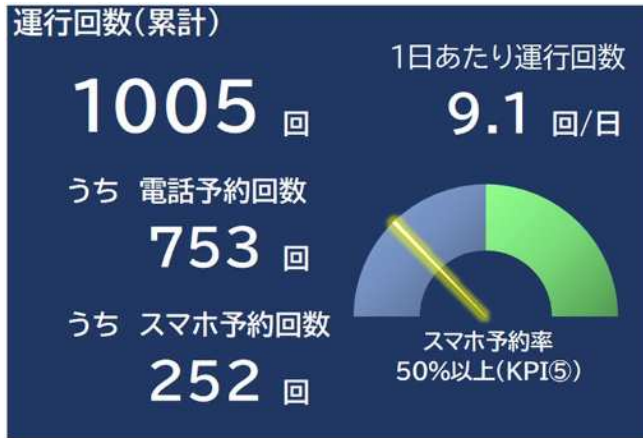 運行回数(累計)
1005 回
1日あたり運行回数
9.1 回/日
うち 電話予約回数
753 回
うち スマホ予約回数
252 回
スマホ予約率
50%以上(KPI⑤)